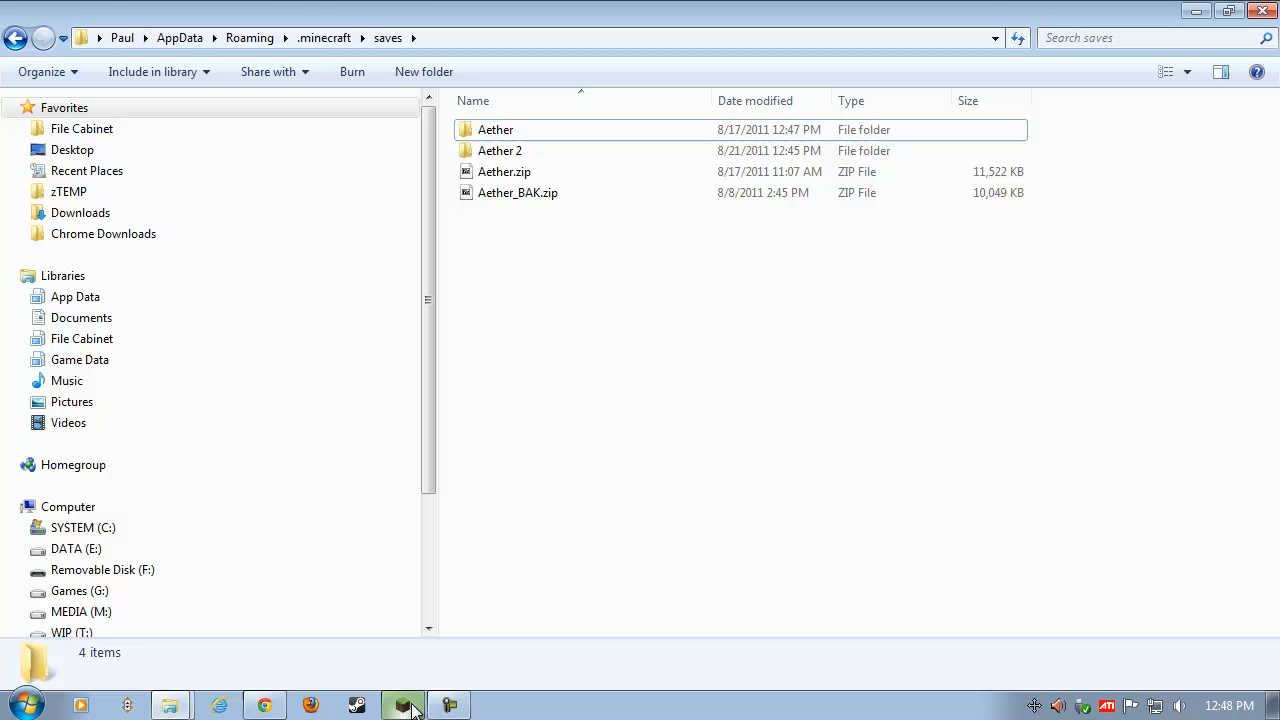 Paul AppData Roaming .minecraft saves
Search saves
Organize Include in library Share with Burn New folder
Favorites
File Cabinet
Desktop
Recent Places
zTEMP
Downloads
Chrome Downloads
Libraries
App Data
Documents
File Cabinet
Game Data
Music
Pictures
Videos
Homegroup
Computer
SYSTEM (C:)
DATA (E:)
Removable Disk (F:)
Games (G:)
MEDIA (M:)
WIP (T:)
Name Date modified Type Size
Aether 8/17/2011 12:47 PM File folder
Aether 2 8/21/2011 12:45 PM File folder
Aether.zip 8/17/2011 11:07 AM ZIP File 11,522 KB
Aether_BAK.zip 8/8/2011 2:45 PM ZIP File 10,049 KB
4 items
ATI
12:48 PM